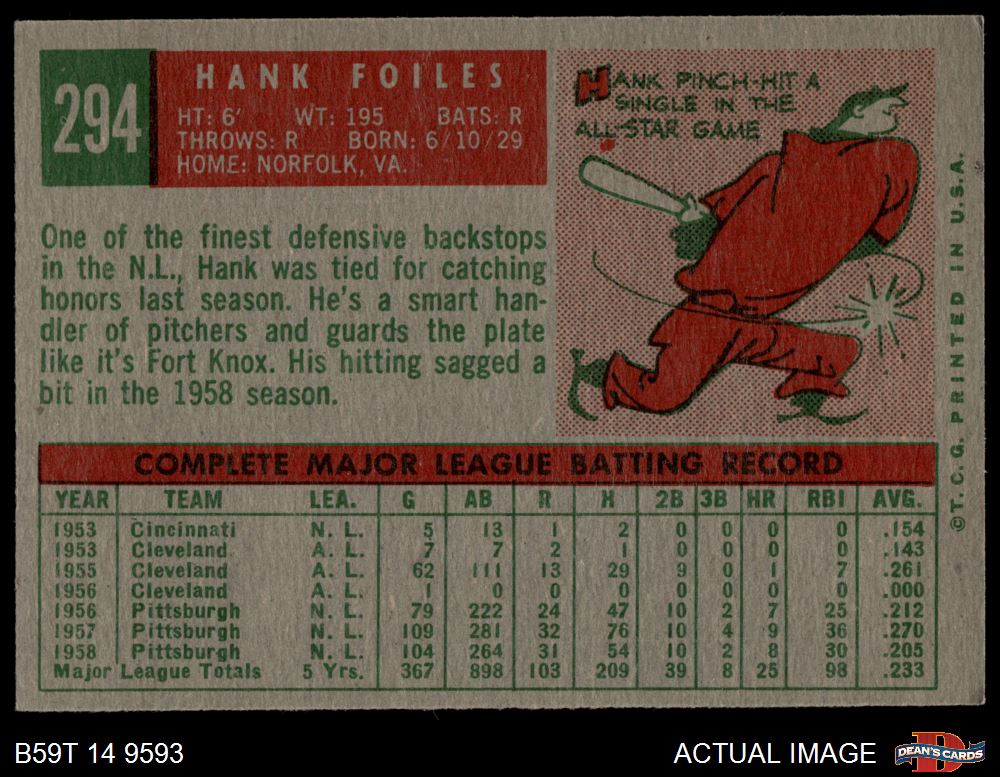 294
HANK FOILES
HT: 6' WT: 195 BATS: R
THROWS: R BORN: 6/10/29
HOME: NORFOLK, VA.
HANK PINCH-HIT A
SINGLE IN THE
ALL-STAR GAME
One of the finest defensive backstops
in the N.L., Hank was tied for catching
honors last season. He's a smart han-
dler of pitchers and guards the plate
like it's Fort Knox. His hitting sagged a
bit in the 1958 season.
©T.C.G. PRINTED IN U.S.A.
COMPLETE MAJOR LEAGUE BATTING RECORD
YEAR TEAM LEA. G AB R H 2B 3B HR RBI AVG.
1953 Cincinnati N. L. 5 13 1 2 0 0 0 0 .154
1953 Cleveland A. L. 7 7 2 1 0 0 0 0 .143
1955 Cleveland A. L. 62 111 13 29 9 0 1 7 .261
1956 Cleveland A. L. 1 0 0 0 0 0 0 0 .000
1956 Pittsburgh N. L. 79 222 24 47 10 2 7 25 .212
1957 Pittsburgh N. L. 109 281 32 76 10 4 9 36 .270
1958 Pittsburgh N. L. 104 264 31 54 10 2 8 30 .205
Major League Totals 5 Yrs. 367 898 103 209 39 8 25 98 .233
B59T 14 9593
ACTUAL IMAGE
DEAN'S CARDS